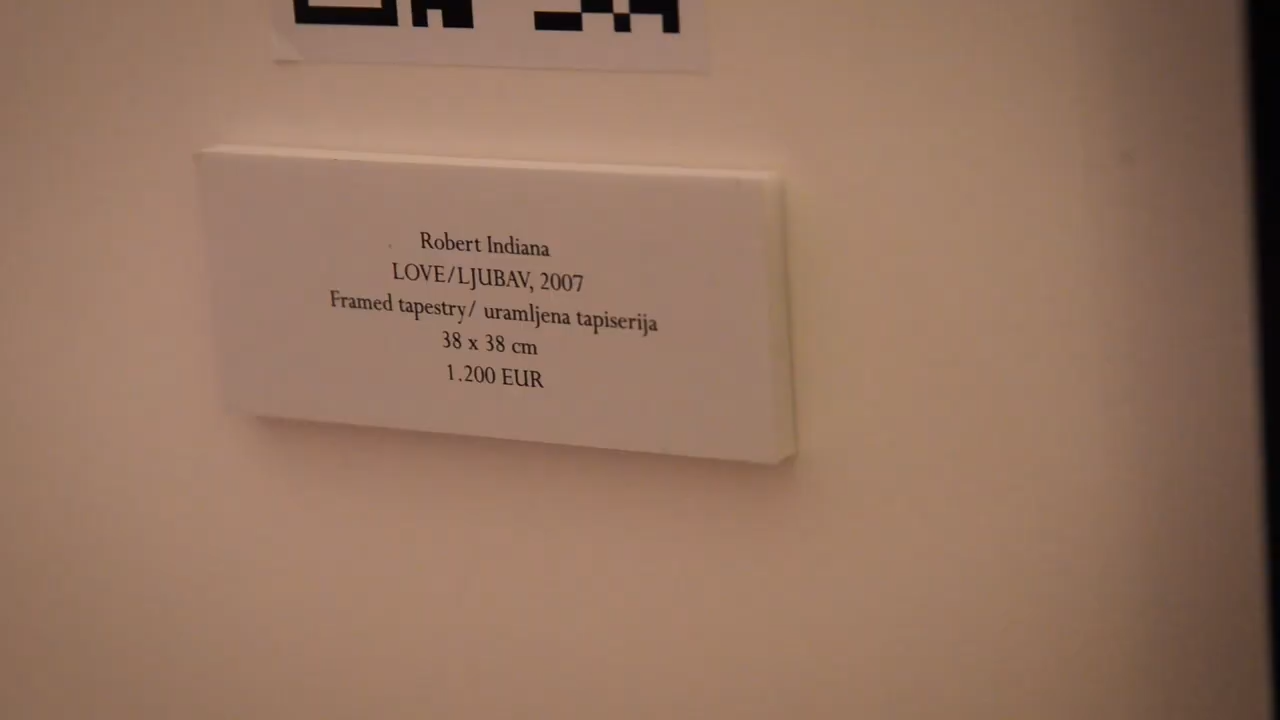 Robert Indiana
LOVE/LJUBAV, 2007
Framed tapestry/ uramljena tapiserija
38 x 38 cm
1.200 EUR